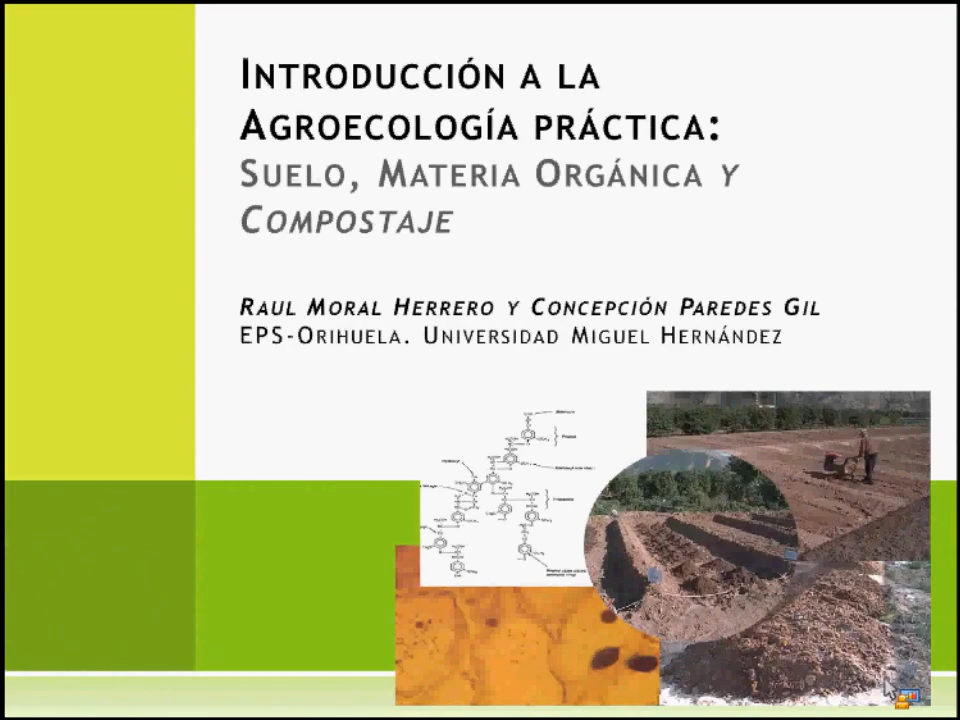 INTRODUCCIÓN A LA
AGROECOLOGÍA PRÁCTICA:
SUELO, MATERIA ORGÁNICA Y
COMPOSTAJE
RAUL MORAL HERRERO Y CONCEPCIÓN PAREDES GIL
EPS-ORIHUELA. UNIVERSIDAD MIGUEL HERNÁNDEZ